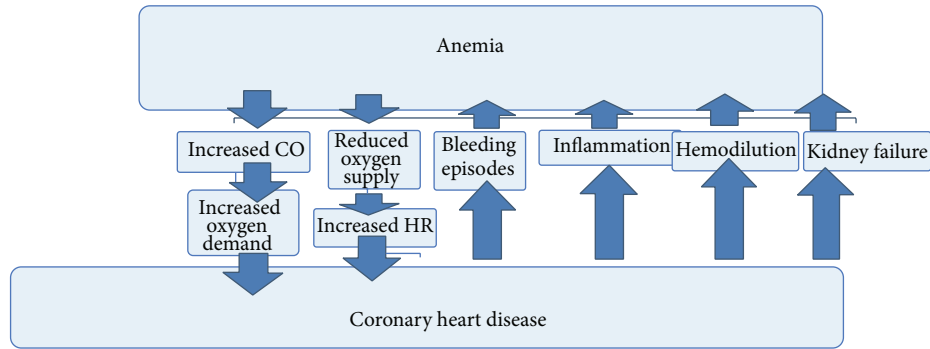 Anemia
Increased CO
Reduced
oxygen
supply
Bleeding
episodes
Inflammation
Hemodilution
Kidney failure
Increased
oxygen
demand
Increased HR
Coronary heart disease